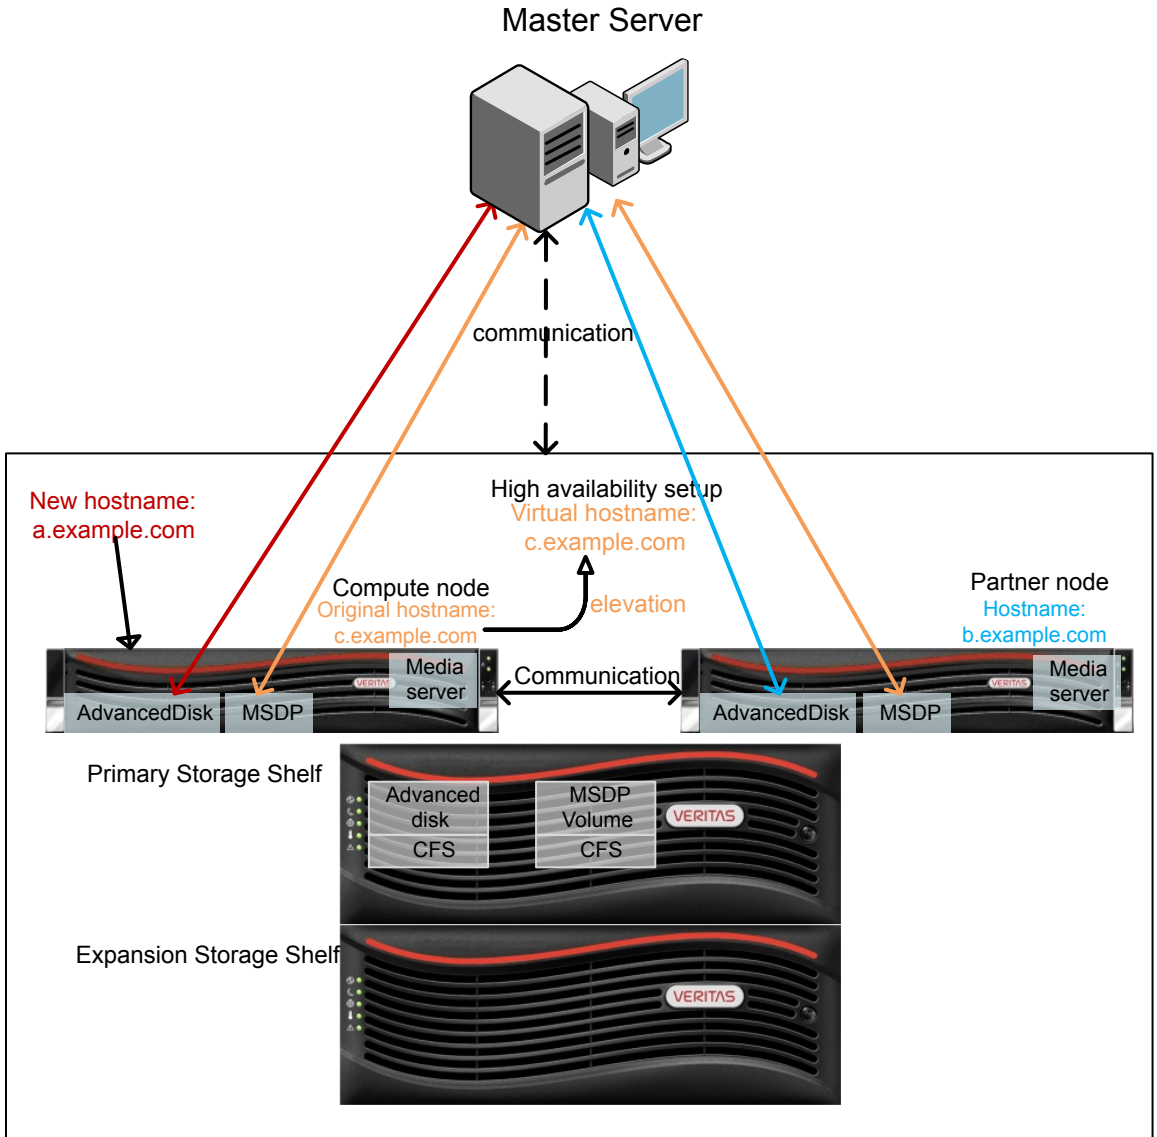 Master Server
communication
New hostname:
a.example.com
High availability setup
Virtual hostname:
c.example.com
Compute node
Original hostname:
c.example.com
elevation
Partner node
Hostname:
b.example.com
Media
server
VERITAS
AdvancedDisk
MSDP
Communication
Media
server
VERITAS
AdvancedDisk
MSDP
Primary Storage Shelf
Advanced
disk
CFS
MSDP
Volume
CFS
VERITAS
Expansion Storage Shelf
VERITAS